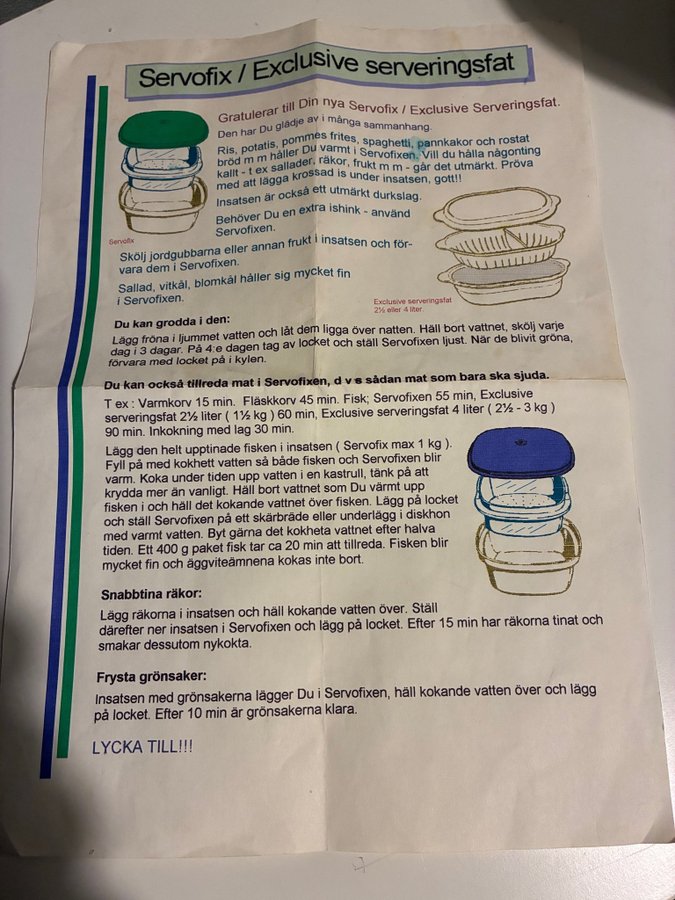 Servofix / Exclusive serveringsfat
Gratulerar till Din nya Servofix / Exclusive Serveringsfat.
Den har Du glädje av i många sammanhang.
Ris, potatis, pommes frites, spaghetti, pannkakor och rostat
bröd m m håller Du varmt i Servofixen. Vill du hålla någonting
kallt - t ex sallader, räkor, frukt m m - går det utmärkt. Pröva
med att lägga krossad is under insatsen, gott!!
Insatsen är också ett utmärkt durkslag.
Behöver Du en extra ishink - använd
Servofixen.
Servofix
Skölj jordgubbarna eller annan frukt i insatsen och för-
vara dem i Servofixen.
Sallad, vitkål, blomkål håller sig mycket fin
i Servofixen.
Exclusive serveringsfat
2½ eller 4 liter
Du kan grodda i den:
Lägg fröna i ljummet vatten och låt dem ligga över natten. Häll bort vattnet, skölj varje
dag i 3 dagar. På 4:e dagen tag av locket och ställ Servofixen ljust. När de blivit gröna,
förvara med locket på i kylen.
Du kan också tillreda mat i Servofixen, d v s sådan mat som bara ska sjuda.
T ex : Varmkorv 15 min. Fläskkorv 45 min. Fisk; Servofixen 55 min, Exclusive
serveringsfat 2½ liter ( 1½ kg ) 60 min, Exclusive serveringsfat 4 liter ( 2½ - 3 kg )
90 min. Inkokning med lag 30 min.
Lägg den helt upptinade fisken i insatsen ( Servofix max 1 kg ).
Fyll på med kokhett vatten så både fisken och Servofixen blir
varm. Koka under tiden upp vatten i en kastrull, tänk på att
krydda mer än vanligt. Häll bort vattnet som Du värmt upp
fisken i och häll det kokande vattnet över fisken. Lägg på locket
och ställ Servofixen på ett skärbräde eller underlägg i diskhon
med varmt vatten. Byt gärna det kokheta vattnet efter halva
tiden. Ett 400 g paket fisk tar ca 20 min att tillreda. Fisken blir
mycket fin och äggviteämnena kokas inte bort.
Snabbtina räkor:
Lägg räkorna i insatsen och häll kokande vatten över. Ställ
därefter ner insatsen i Servofixen och lägg på locket. Efter 15 min har räkorna tinat och
smakar dessutom nykokta.
Frysta grönsaker:
Insatsen med grönsakerna lägger Du i Servofixen, häll kokande vatten över och lägg
på locket. Efter 10 min är grönsakerna klara.
LYCKA TILL!!!